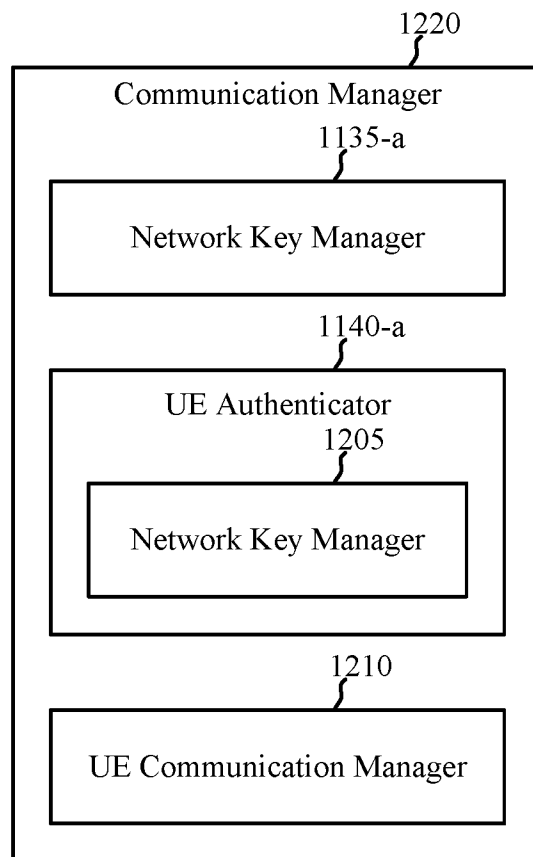 1220
Communication Manager
1135-a
Network Key Manager
1140-a
UE Authenticator
1205
Network Key Manager
1210
UE Communication Manager